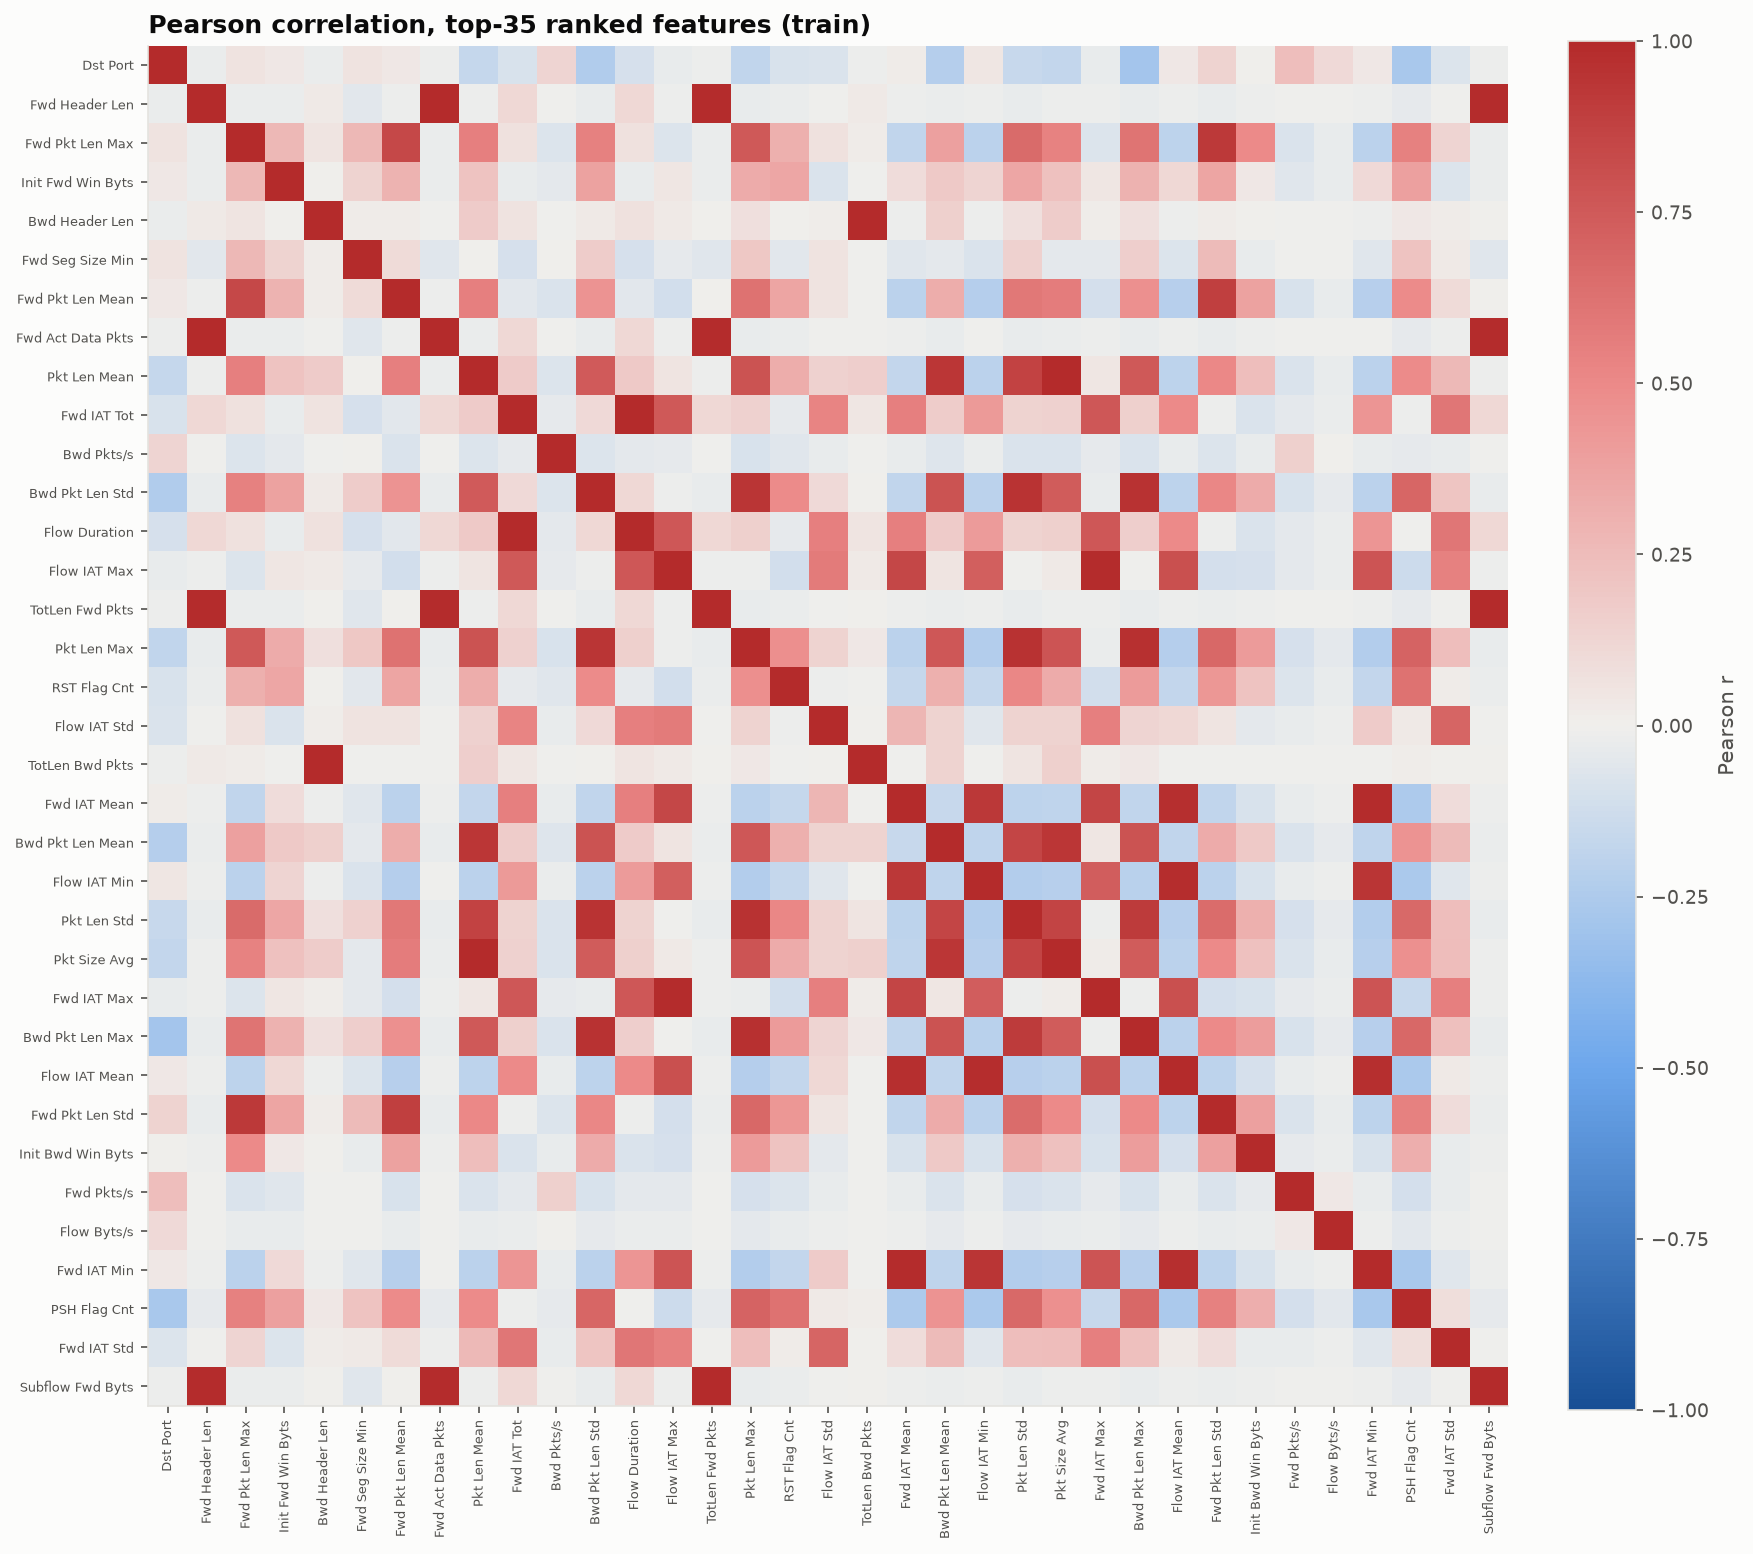 Pearson correlation, top-35 ranked features (train)
Dst Port
Fwd Header Len
Fwd Pkt Len Max
Init Fwd Win Byts
Bwd Header Len
Fwd Seg Size Min
Fwd Pkt Len Mean
Fwd Act Data Pkts
Pkt Len Mean
Fwd IAT Tot
Bwd Pkts/s
Bwd Pkt Len Std
Flow Duration
Flow IAT Max
TotLen Fwd Pkts
Pkt Len Max
RST Flag Cnt
Flow IAT Std
TotLen Bwd Pkts
Fwd IAT Mean
Bwd Pkt Len Mean
Flow IAT Min
Pkt Len Std
Pkt Size Avg
Fwd IAT Max
Bwd Pkt Len Max
Flow IAT Mean
Fwd Pkt Len Std
Init Bwd Win Byts
Fwd Pkts/s
Flow Byts/s
Fwd IAT Min
PSH Flag Cnt
Fwd IAT Std
Subflow Fwd Byts
Dst Port
Fwd Header Len
Fwd Pkt Len Max
Init Fwd Win Byts
Bwd Header Len
Fwd Seg Size Min
Fwd Pkt Len Mean
Fwd Act Data Pkts
Pkt Len Mean
Fwd IAT Tot
Bwd Pkts/s
Bwd Pkt Len Std
Flow Duration
Flow IAT Max
TotLen Fwd Pkts
Pkt Len Max
RST Flag Cnt
Flow IAT Std
TotLen Bwd Pkts
Fwd IAT Mean
Bwd Pkt Len Mean
Flow IAT Min
Pkt Len Std
Pkt Size Avg
Fwd IAT Max
Bwd Pkt Len Max
Flow IAT Mean
Fwd Pkt Len Std
Init Bwd Win Byts
Fwd Pkts/s
Flow Byts/s
Fwd IAT Min
PSH Flag Cnt
Fwd IAT Std
Subflow Fwd Byts
1.00
0.75
0.50
0.25
0.00
−0.25
−0.50
−0.75
−1.00
Pearson r